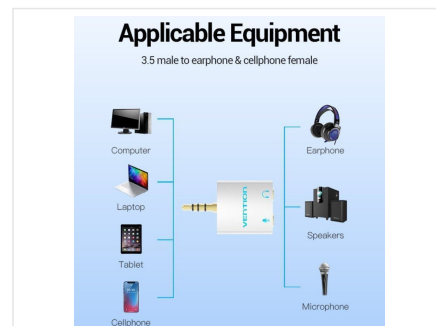 Applicable Equipment
3.5 male to earphone & cellphone female
Computer
Laptop
Tablet
Cellphone
VENTION
Earphone
Speakers
Microphone